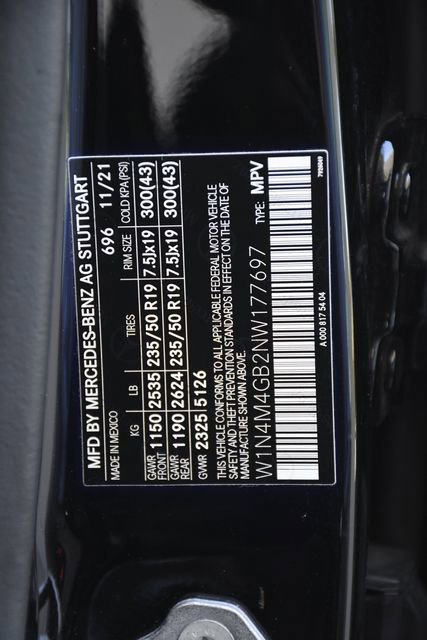 MFD BY MERCEDES-BENZ AG STUTTGART
MADE IN MEXICO 696 11/21
KG LB TIRES RIM SIZE COLD KPA (PSI)
GAWR FRONT 1150 2535 235/50 R19 7.5Jx19 300(43)
GAWR REAR 1190 2624 235/50 R19 7.5Jx19 300(43)
GVWR 2325 5126
THIS VEHICLE CONFORMS TO ALL APPLICABLE FEDERAL MOTOR VEHICLE
SAFETY AND THEFT PREVENTION STANDARDS IN EFFECT ON THE DATE OF
MANUFACTURE SHOWN ABOVE.
W1N4M4GB2NW177697 TYPE: MPV
A 000 817 54 04